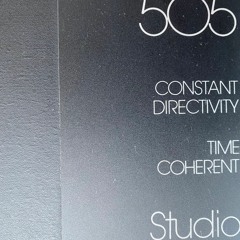 505
CONSTANT
DIRECTIVITY
TIME
COHERENT
Studio